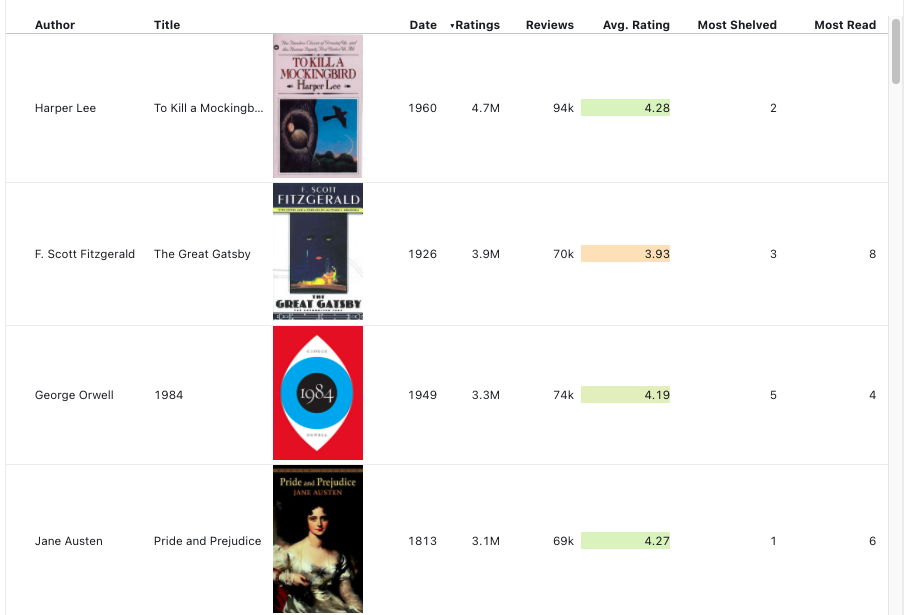 Author Title Date ▾Ratings Reviews Avg. Rating Most Shelved Most Read
TO KILL A
MOCKINGBIRD
Harper Lee
Harper Lee To Kill a Mockingb... 1960 4.7M 94k 4.28 2
F. SCOTT
FITZGERALD
F. Scott Fitzgerald The Great Gatsby 1926 3.9M 70k 3.93 3 8
THE
GREAT GATSBY
GEORGE
George Orwell 1984 1984 1949 3.3M 74k 4.19 5 4
ORWELL
Pride and Prejudice
JANE AUSTEN
Jane Austen Pride and Prejudice 1813 3.1M 69k 4.27 1 6